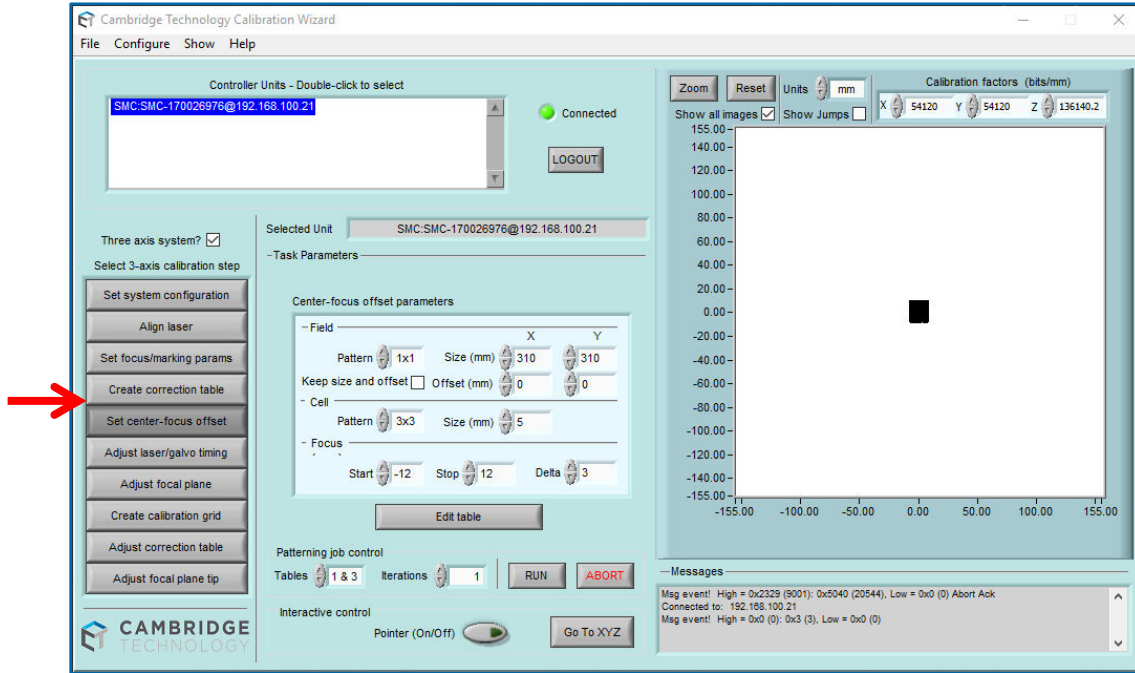 Cambridge Technology Calibration Wizard
File Configure Show Help
Controller Units - Double-click to select
SMC:SMC-170026976@192.168.100.21
Connected
LOGOUT
Three axis system?
Select 3-axis calibration step
Set system configuration
Align laser
Set focus/marking params
Create correction table
Set center-focus offset
Adjust laser/galvo timing
Adjust focal plane
Create calibration grid
Adjust correction table
Adjust focal plane tip
CAMBRIDGE
TECHNOLOGY
Selected Unit SMC:SMC-170026976@192.168.100.21
Task Parameters
Center-focus offset parameters
Field
X Y
Pattern 1x1 Size (mm) 310 310
Keep size and offset Offset (mm) 0 0
Cell
Pattern 3x3 Size (mm) 5
Focus
Start -12 Stop 12 Delta 3
Edit table
Patterning job control
Tables 1 & 3 Iterations 1 RUN ABORT
Interactive control
Pointer (On/Off) Go To XYZ
Zoom Reset Units mm
Calibration factors (bits/mm)
X 54120 Y 54120 Z 136140.2
Show all images Show Jumps
155.00
140.00
120.00
100.00
80.00
60.00
40.00
20.00
0.00
-20.00
-40.00
-60.00
-80.00
-100.00
-120.00
-140.00
-155.00
-155.00 -100.00 -50.00 0.00 50.00 100.00 155.00
Messages
Msg event! High = 0x2329 (9001): 0x5040 (20544), Low = 0x0 (0) Abort Ack
Connected to: 192.168.100.21
Msg event! High = 0x0 (0): 0x3 (3), Low = 0x0 (0)